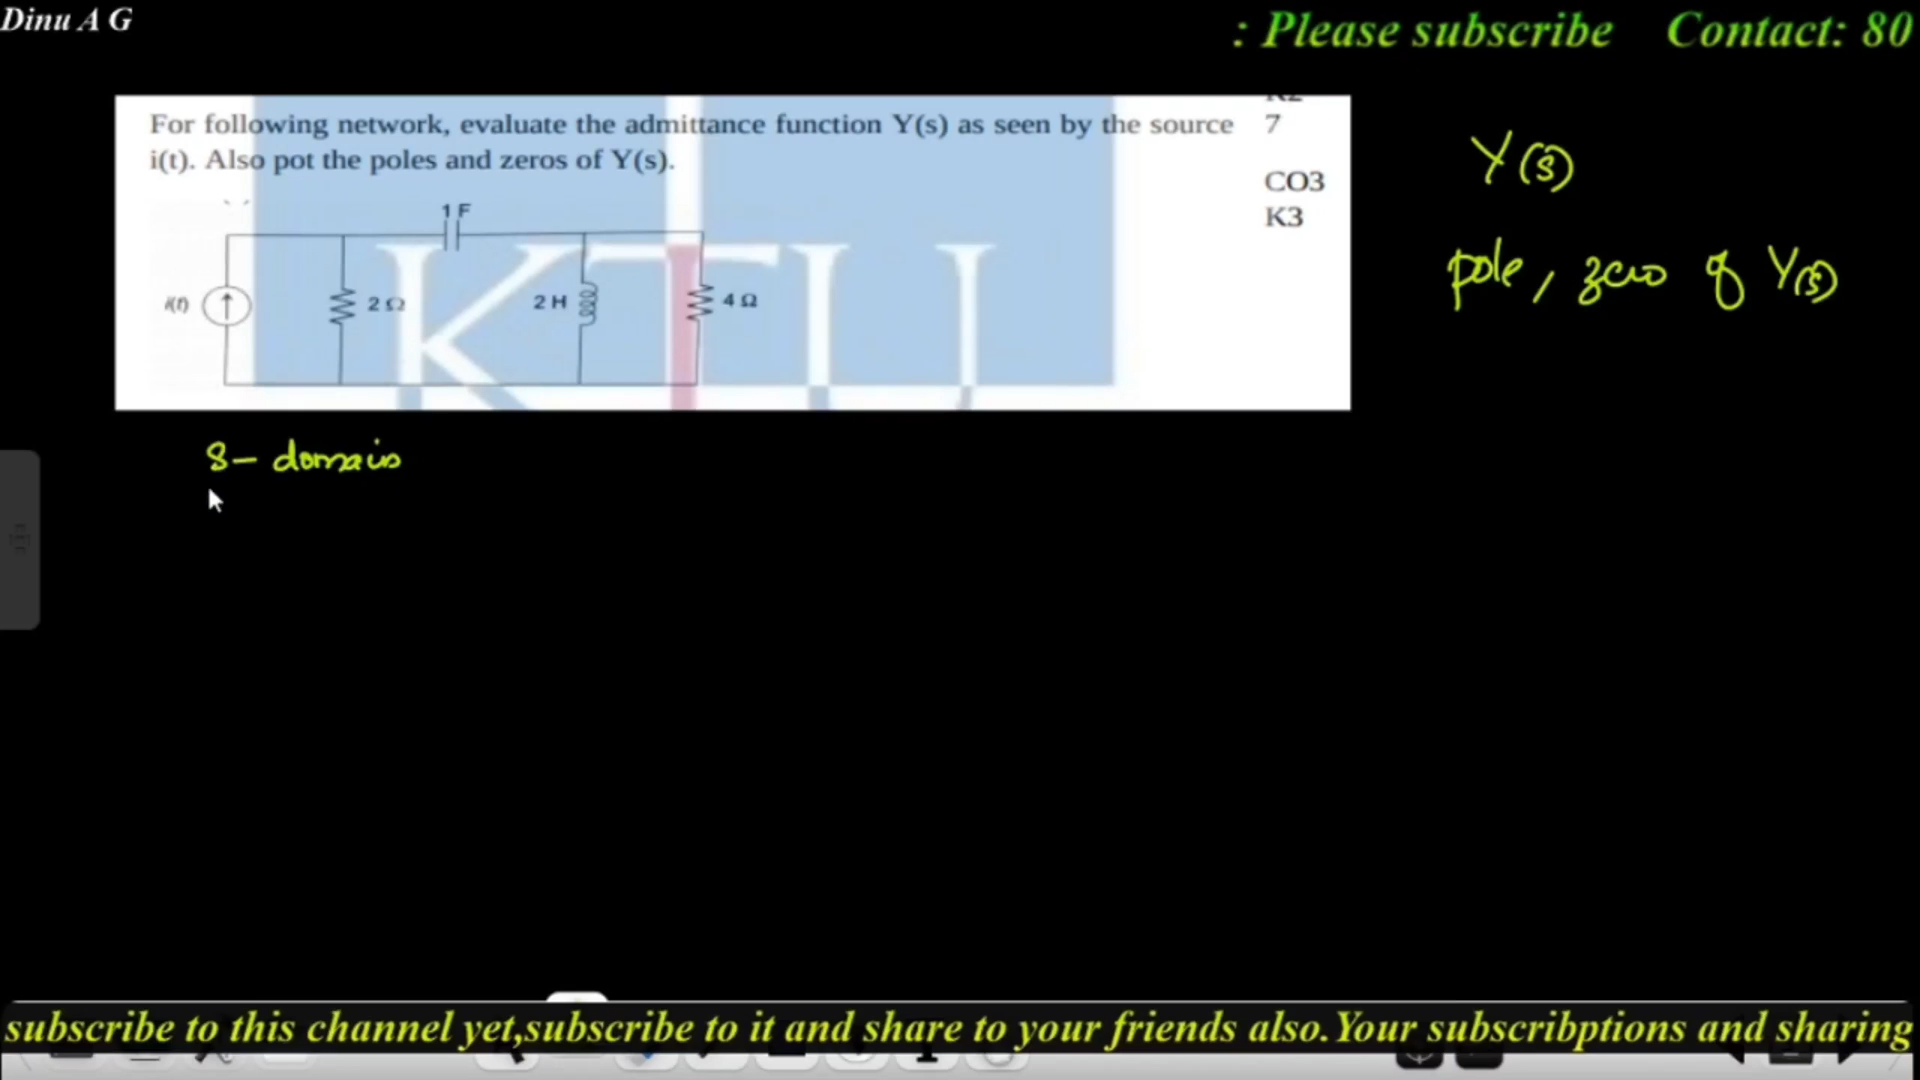 Dinu A G
: Please subscribe Contact: 80
For following network, evaluate the admittance function Y(s) as seen by the source 7
i(t). Also pot the poles and zeros of Y(s).
CO3
K3
1 F
i(t)
2 Ω
2 H
4 Ω
KTU
Y(s)
pole, zero of Y(s)
S- domain
subscribe to this channel yet,subscribe to it and share to your friends also.Your subscribptions and sharing